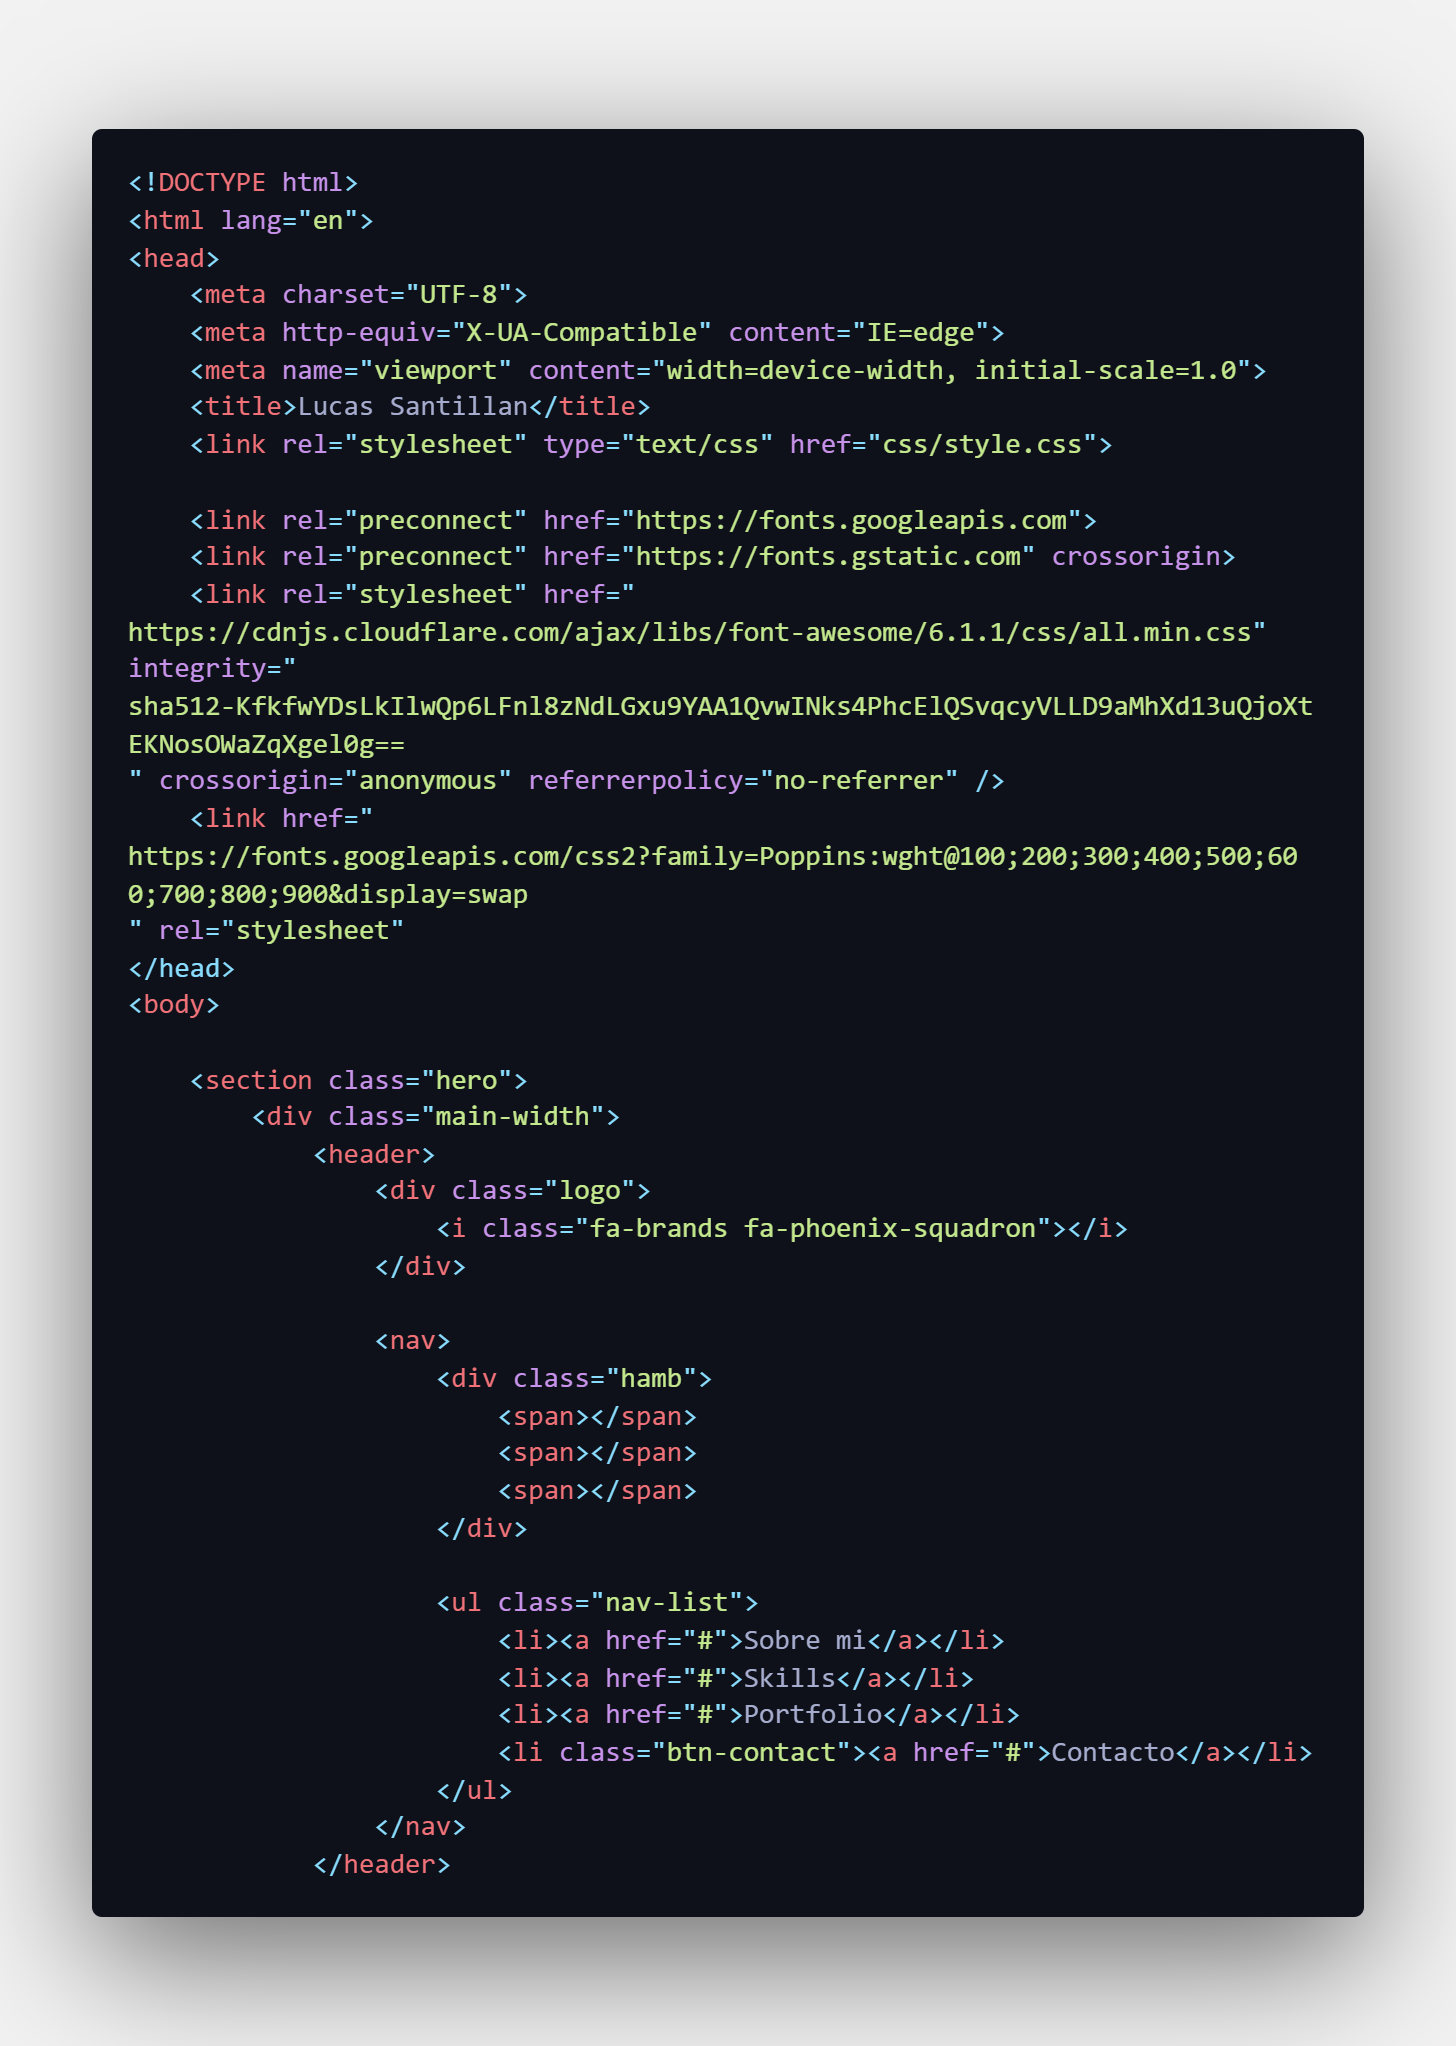 <!DOCTYPE html>
<html lang="en">
<head>
    <meta charset="UTF-8">
    <meta http-equiv="X-UA-Compatible" content="IE=edge">
    <meta name="viewport" content="width=device-width, initial-scale=1.0">
    <title>Lucas Santillan</title>
    <link rel="stylesheet" type="text/css" href="css/style.css">

    <link rel="preconnect" href="https://fonts.googleapis.com">
    <link rel="preconnect" href="https://fonts.gstatic.com" crossorigin>
    <link rel="stylesheet" href="
https://cdnjs.cloudflare.com/ajax/libs/font-awesome/6.1.1/css/all.min.css"
integrity="
sha512-KfkfwYDsLkIlwQp6LFnl8zNdLGxu9YAA1QvwINks4PhcElQSvqcyVLLD9aMhXd13uQjoXt
EKNosOWaZqXgel0g==
" crossorigin="anonymous" referrerpolicy="no-referrer" />
    <link href="
https://fonts.googleapis.com/css2?family=Poppins:wght@100;200;300;400;500;60
0;700;800;900&display=swap
" rel="stylesheet"
</head>
<body>

    <section class="hero">
        <div class="main-width">
            <header>
                <div class="logo">
                    <i class="fa-brands fa-phoenix-squadron"></i>
                </div>

                <nav>
                    <div class="hamb">
                        <span></span>
                        <span></span>
                        <span></span>
                    </div>

                    <ul class="nav-list">
                        <li><a href="#">Sobre mi</a></li>
                        <li><a href="#">Skills</a></li>
                        <li><a href="#">Portfolio</a></li>
                        <li class="btn-contact"><a href="#">Contacto</a></li>
                    </ul>
                </nav>
            </header>